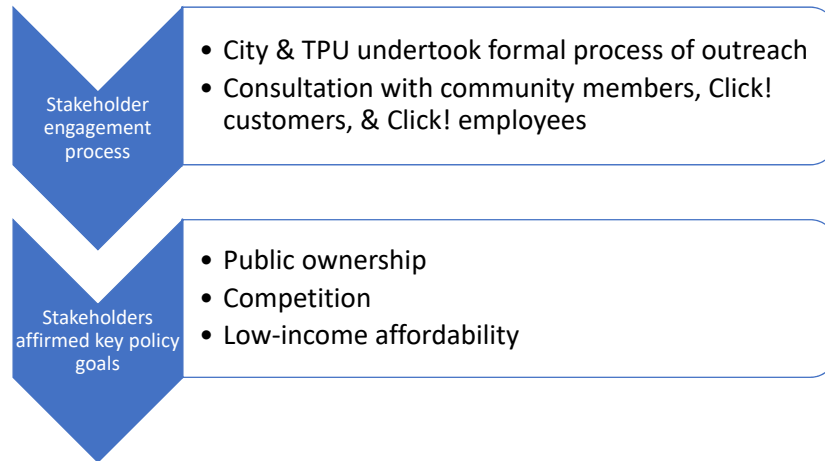 Stakeholder
engagement
process
• City & TPU undertook formal process of outreach
• Consultation with community members, Click!
customers, & Click! employees
Stakeholders
affirmed key policy
goals
• Public ownership
• Competition
• Low-income affordability